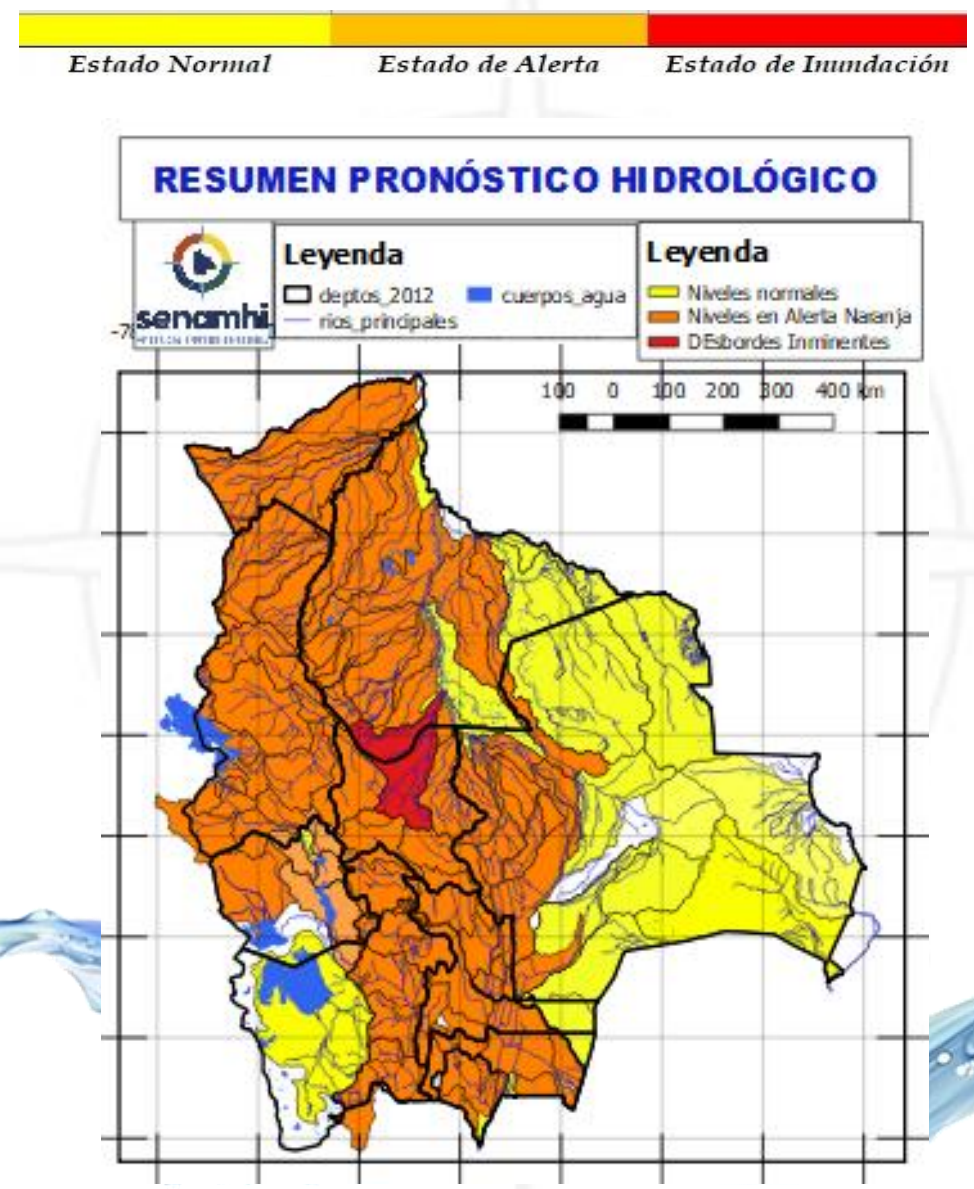 Estado Normal Estado de Alerta Estado de Inundación
RESUMEN PRONÓSTICO HIDROLÓGICO
senamhi
Leyenda
deptos_2012 cuerpos_agua
rios_principales
Leyenda
Niveles normales
Niveles en Alerta Naranja
DEsbordes Inminentes
100 0 100 200 300 400 km